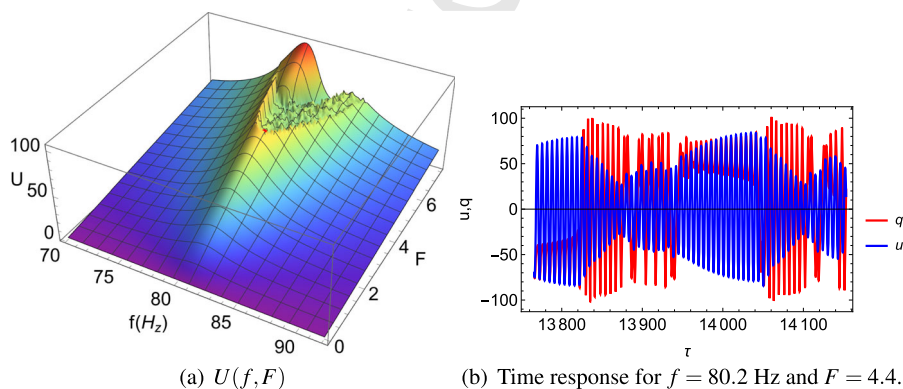 100
U
50
0
70
75
80
f(Hz)
85
90
0
2
4
F
6
(a) U(f,F)
100
50
u,q
0
−50
−100
13 800
13 900
14 000
14 100
τ
q
u
(b) Time response for f = 80.2 Hz and F = 4.4.